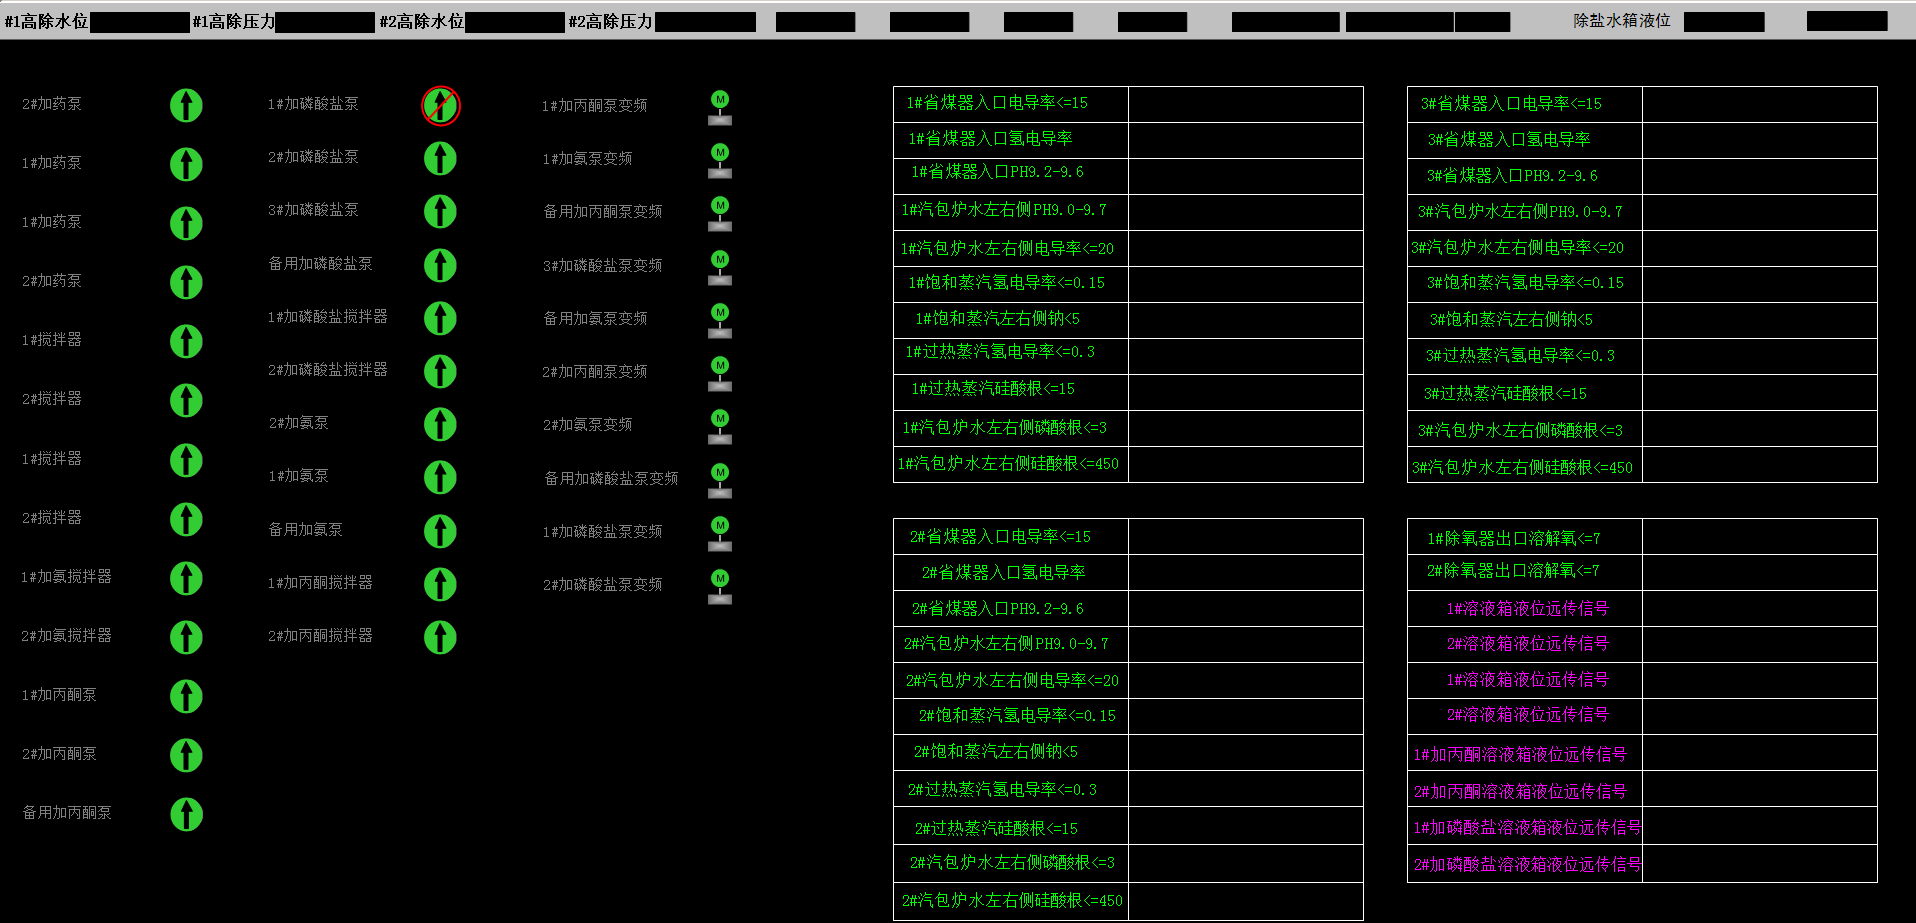 #1高除水位 #1高除压力 #2高除水位 #2高除压力 除盐水箱液位
2#加药泵
1#加药泵
1#加药泵
2#加药泵
1#搅拌器
2#搅拌器
1#搅拌器
2#搅拌器
1#加氨搅拌器
2#加氨搅拌器
1#加丙酮泵
2#加丙酮泵
备用加丙酮泵
1#加磷酸盐泵
2#加磷酸盐泵
3#加磷酸盐泵
备用加磷酸盐泵
1#加磷酸盐搅拌器
2#加磷酸盐搅拌器
2#加氨泵
1#加氨泵
备用加氨泵
1#加丙酮搅拌器
2#加丙酮搅拌器
1#加丙酮泵变频
M
1#加氨泵变频
M
备用加丙酮泵变频
M
3#加磷酸盐泵变频
M
备用加氨泵变频
M
2#加丙酮泵变频
M
2#加氨泵变频
M
备用加磷酸盐泵变频
M
1#加磷酸盐泵变频
M
2#加磷酸盐泵变频
M
1#省煤器入口电导率<=15
1#省煤器入口氢电导率
1#省煤器入口PH9.2-9.6
1#汽包炉水左右侧PH9.0-9.7
1#汽包炉水左右侧电导率<=20
1#饱和蒸汽氢电导率<=0.15
1#饱和蒸汽左右侧钠<5
1#过热蒸汽氢电导率<=0.3
1#过热蒸汽硅酸根<=15
1#汽包炉水左右侧磷酸根<=3
1#汽包炉水左右侧硅酸根<=450
3#省煤器入口电导率<=15
3#省煤器入口氢电导率
3#省煤器入口PH9.2-9.6
3#汽包炉水左右侧PH9.0-9.7
3#汽包炉水左右侧电导率<=20
3#饱和蒸汽氢电导率<=0.15
3#饱和蒸汽左右侧钠<5
3#过热蒸汽氢电导率<=0.3
3#过热蒸汽硅酸根<=15
3#汽包炉水左右侧磷酸根<=3
3#汽包炉水左右侧硅酸根<=450
2#省煤器入口电导率<=15
2#省煤器入口氢电导率
2#省煤器入口PH9.2-9.6
2#汽包炉水左右侧PH9.0-9.7
2#汽包炉水左右侧电导率<=20
2#饱和蒸汽氢电导率<=0.15
2#饱和蒸汽左右侧钠<5
2#过热蒸汽氢电导率<=0.3
2#过热蒸汽硅酸根<=15
2#汽包炉水左右侧磷酸根<=3
2#汽包炉水左右侧硅酸根<=450
1#除氧器出口溶解氧<=7
2#除氧器出口溶解氧<=7
1#溶液箱液位远传信号
2#溶液箱液位远传信号
1#溶液箱液位远传信号
2#溶液箱液位远传信号
1#加丙酮溶液箱液位远传信号
2#加丙酮溶液箱液位远传信号
1#加磷酸盐溶液箱液位远传信号
2#加磷酸盐溶液箱液位远传信号